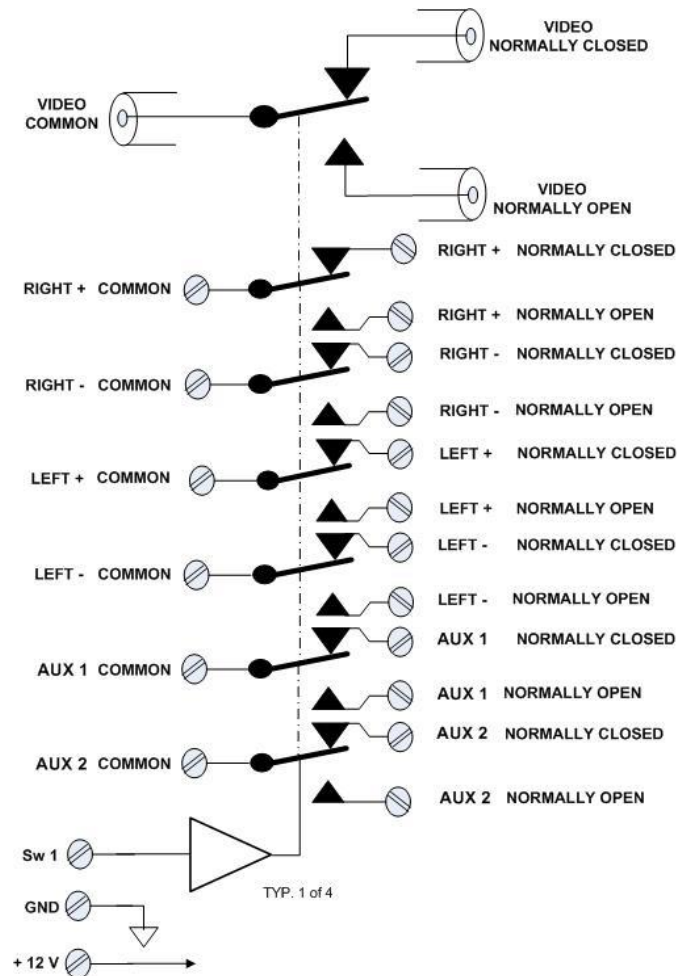 VIDEO
NORMALLY CLOSED
VIDEO
COMMON
VIDEO
NORMALLY OPEN
RIGHT + NORMALLY CLOSED
RIGHT + COMMON
RIGHT + NORMALLY OPEN
RIGHT - NORMALLY CLOSED
RIGHT - COMMON
RIGHT - NORMALLY OPEN
LEFT + NORMALLY CLOSED
LEFT + COMMON
LEFT + NORMALLY OPEN
LEFT - NORMALLY CLOSED
LEFT - COMMON
LEFT - NORMALLY OPEN
AUX 1 NORMALLY CLOSED
AUX 1 COMMON
AUX 1 NORMALLY OPEN
AUX 2 NORMALLY CLOSED
AUX 2 COMMON
AUX 2 NORMALLY OPEN
Sw 1
TYP. 1 of 4
GND
+ 12 V